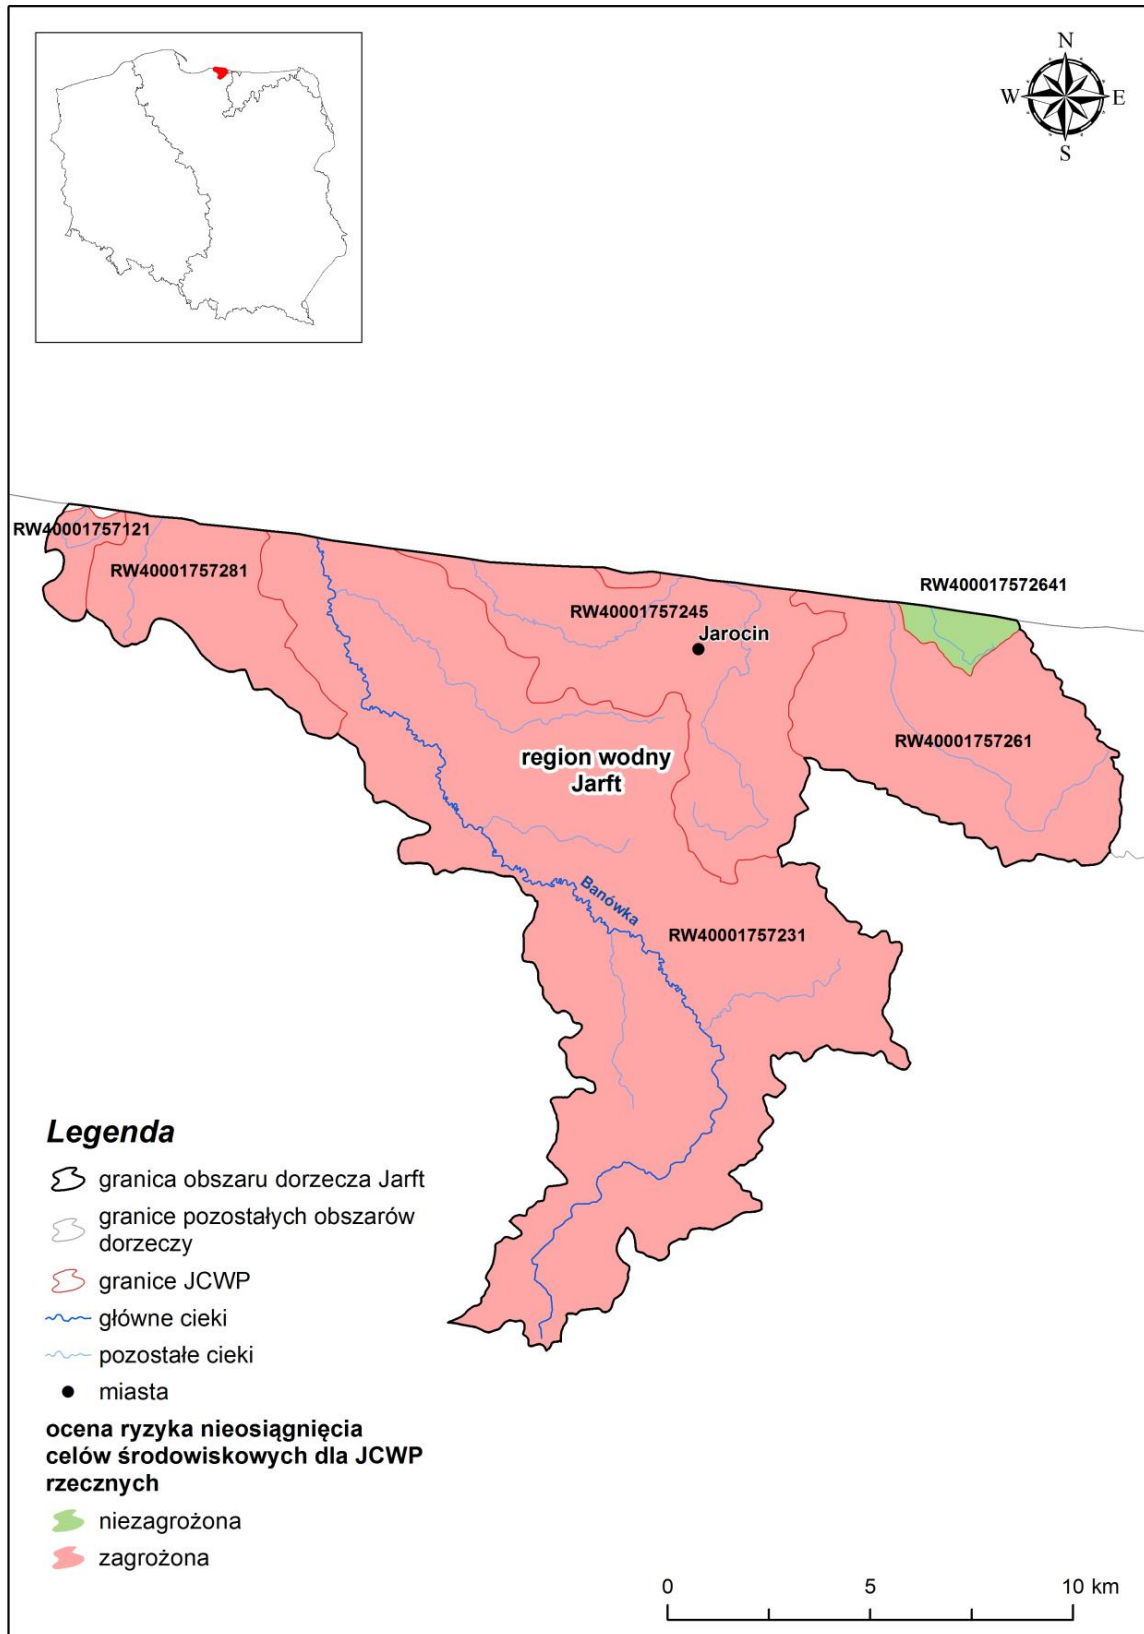 N
W E
S
RW40001757121
RW40001757281
RW400017572641
RW40001757245
Jarocin
RW40001757261
region wodny
Jarft
Banówka
RW40001757231
Legenda
granica obszaru dorzecza Jarft
granice pozostałych obszarów
dorzeczy
granice JCWP
główne cieki
pozostałe cieki
miasta
ocena ryzyka nieosiągnięcia
celów środowiskowych dla JCWP
rzecznych
niezagrożona
zagrożona
0 5 10 km